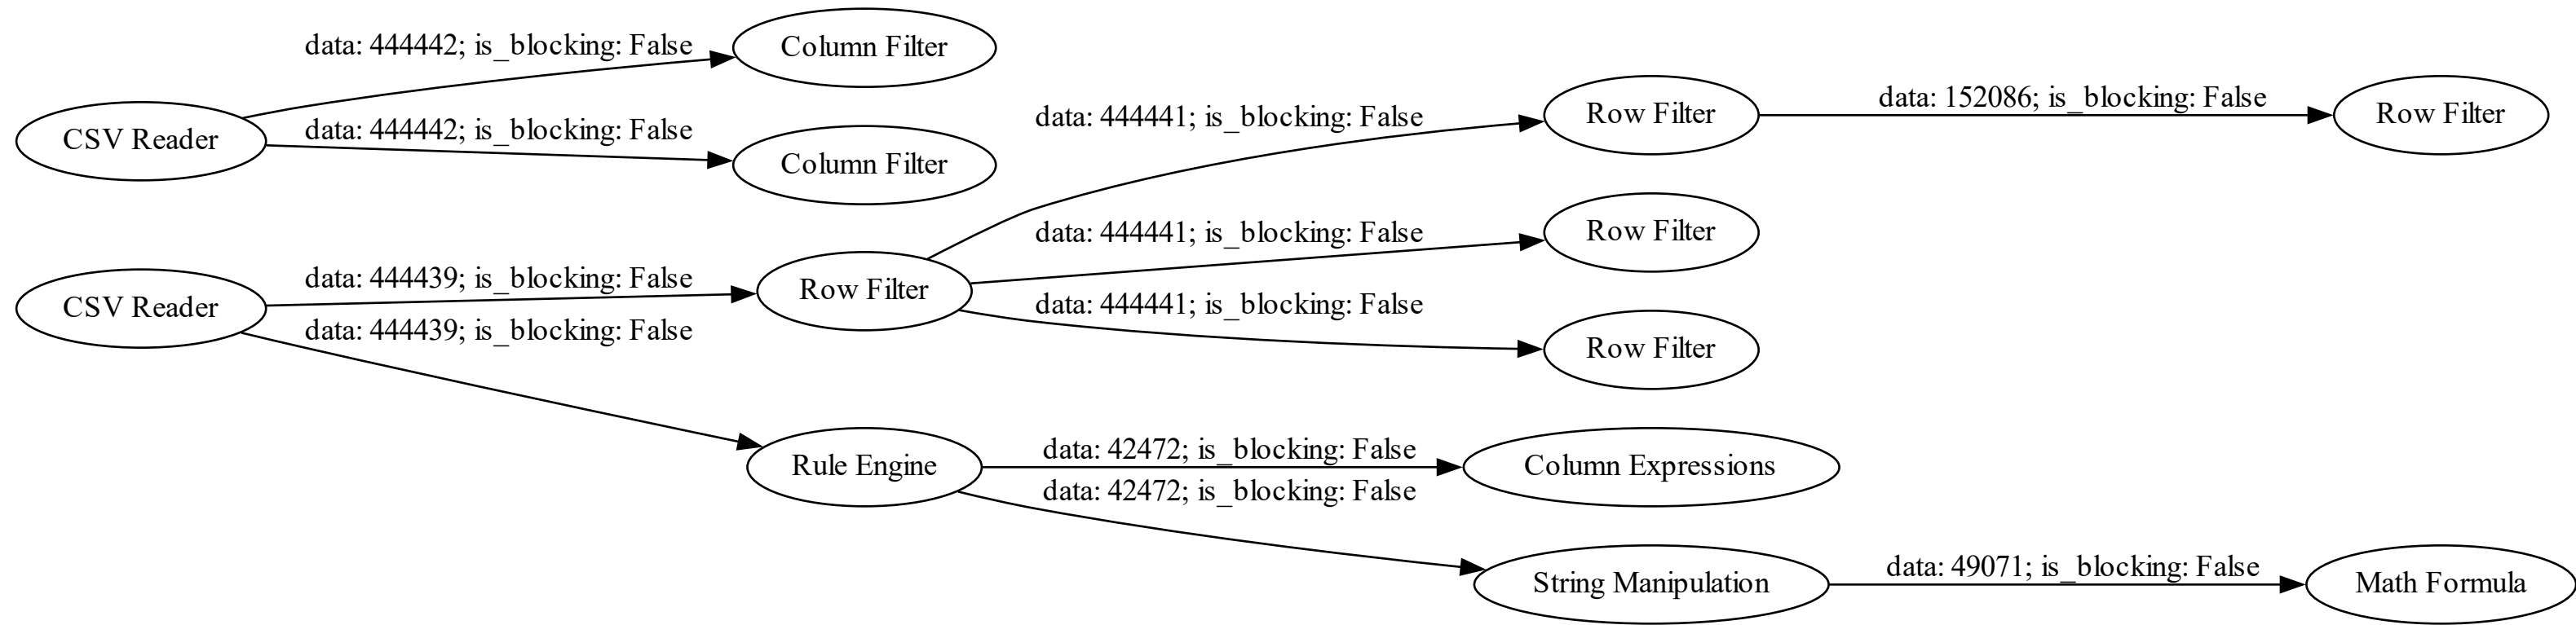 data: 444442; is_blocking: False
Column Filter
CSV Reader
data: 444442; is_blocking: False
Column Filter
data: 444441; is_blocking: False
Row Filter
data: 152086; is_blocking: False
Row Filter
CSV Reader
data: 444439; is_blocking: False
Row Filter
data: 444441; is_blocking: False
Row Filter
data: 444441; is_blocking: False
Row Filter
data: 444439; is_blocking: False
Rule Engine
data: 42472; is_blocking: False
Column Expressions
data: 42472; is_blocking: False
String Manipulation
data: 49071; is_blocking: False
Math Formula